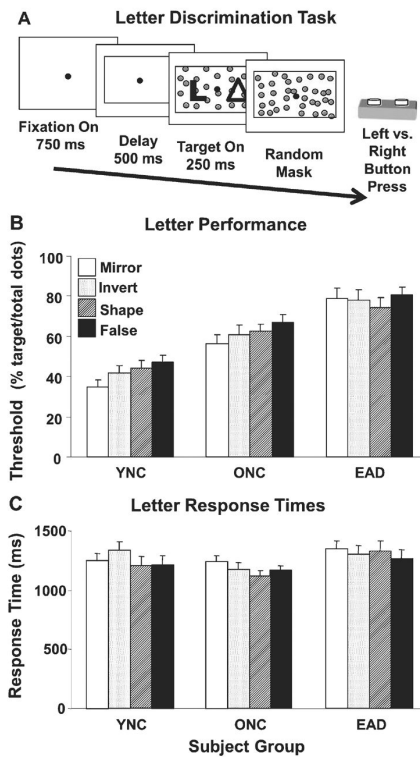 A
Letter Discrimination Task
Fixation On
750 ms
Delay
500 ms
L
Target On
250 ms
Random
Mask
Left vs.
Right
Button
Press
B
Letter Performance
Threshold (% target/total dots)
100
80
60
40
20
0
Mirror
Invert
Shape
False
YNC ONC EAD
C
Letter Response Times
Response Time (ms)
1500
1000
500
0
YNC ONC EAD
Subject Group